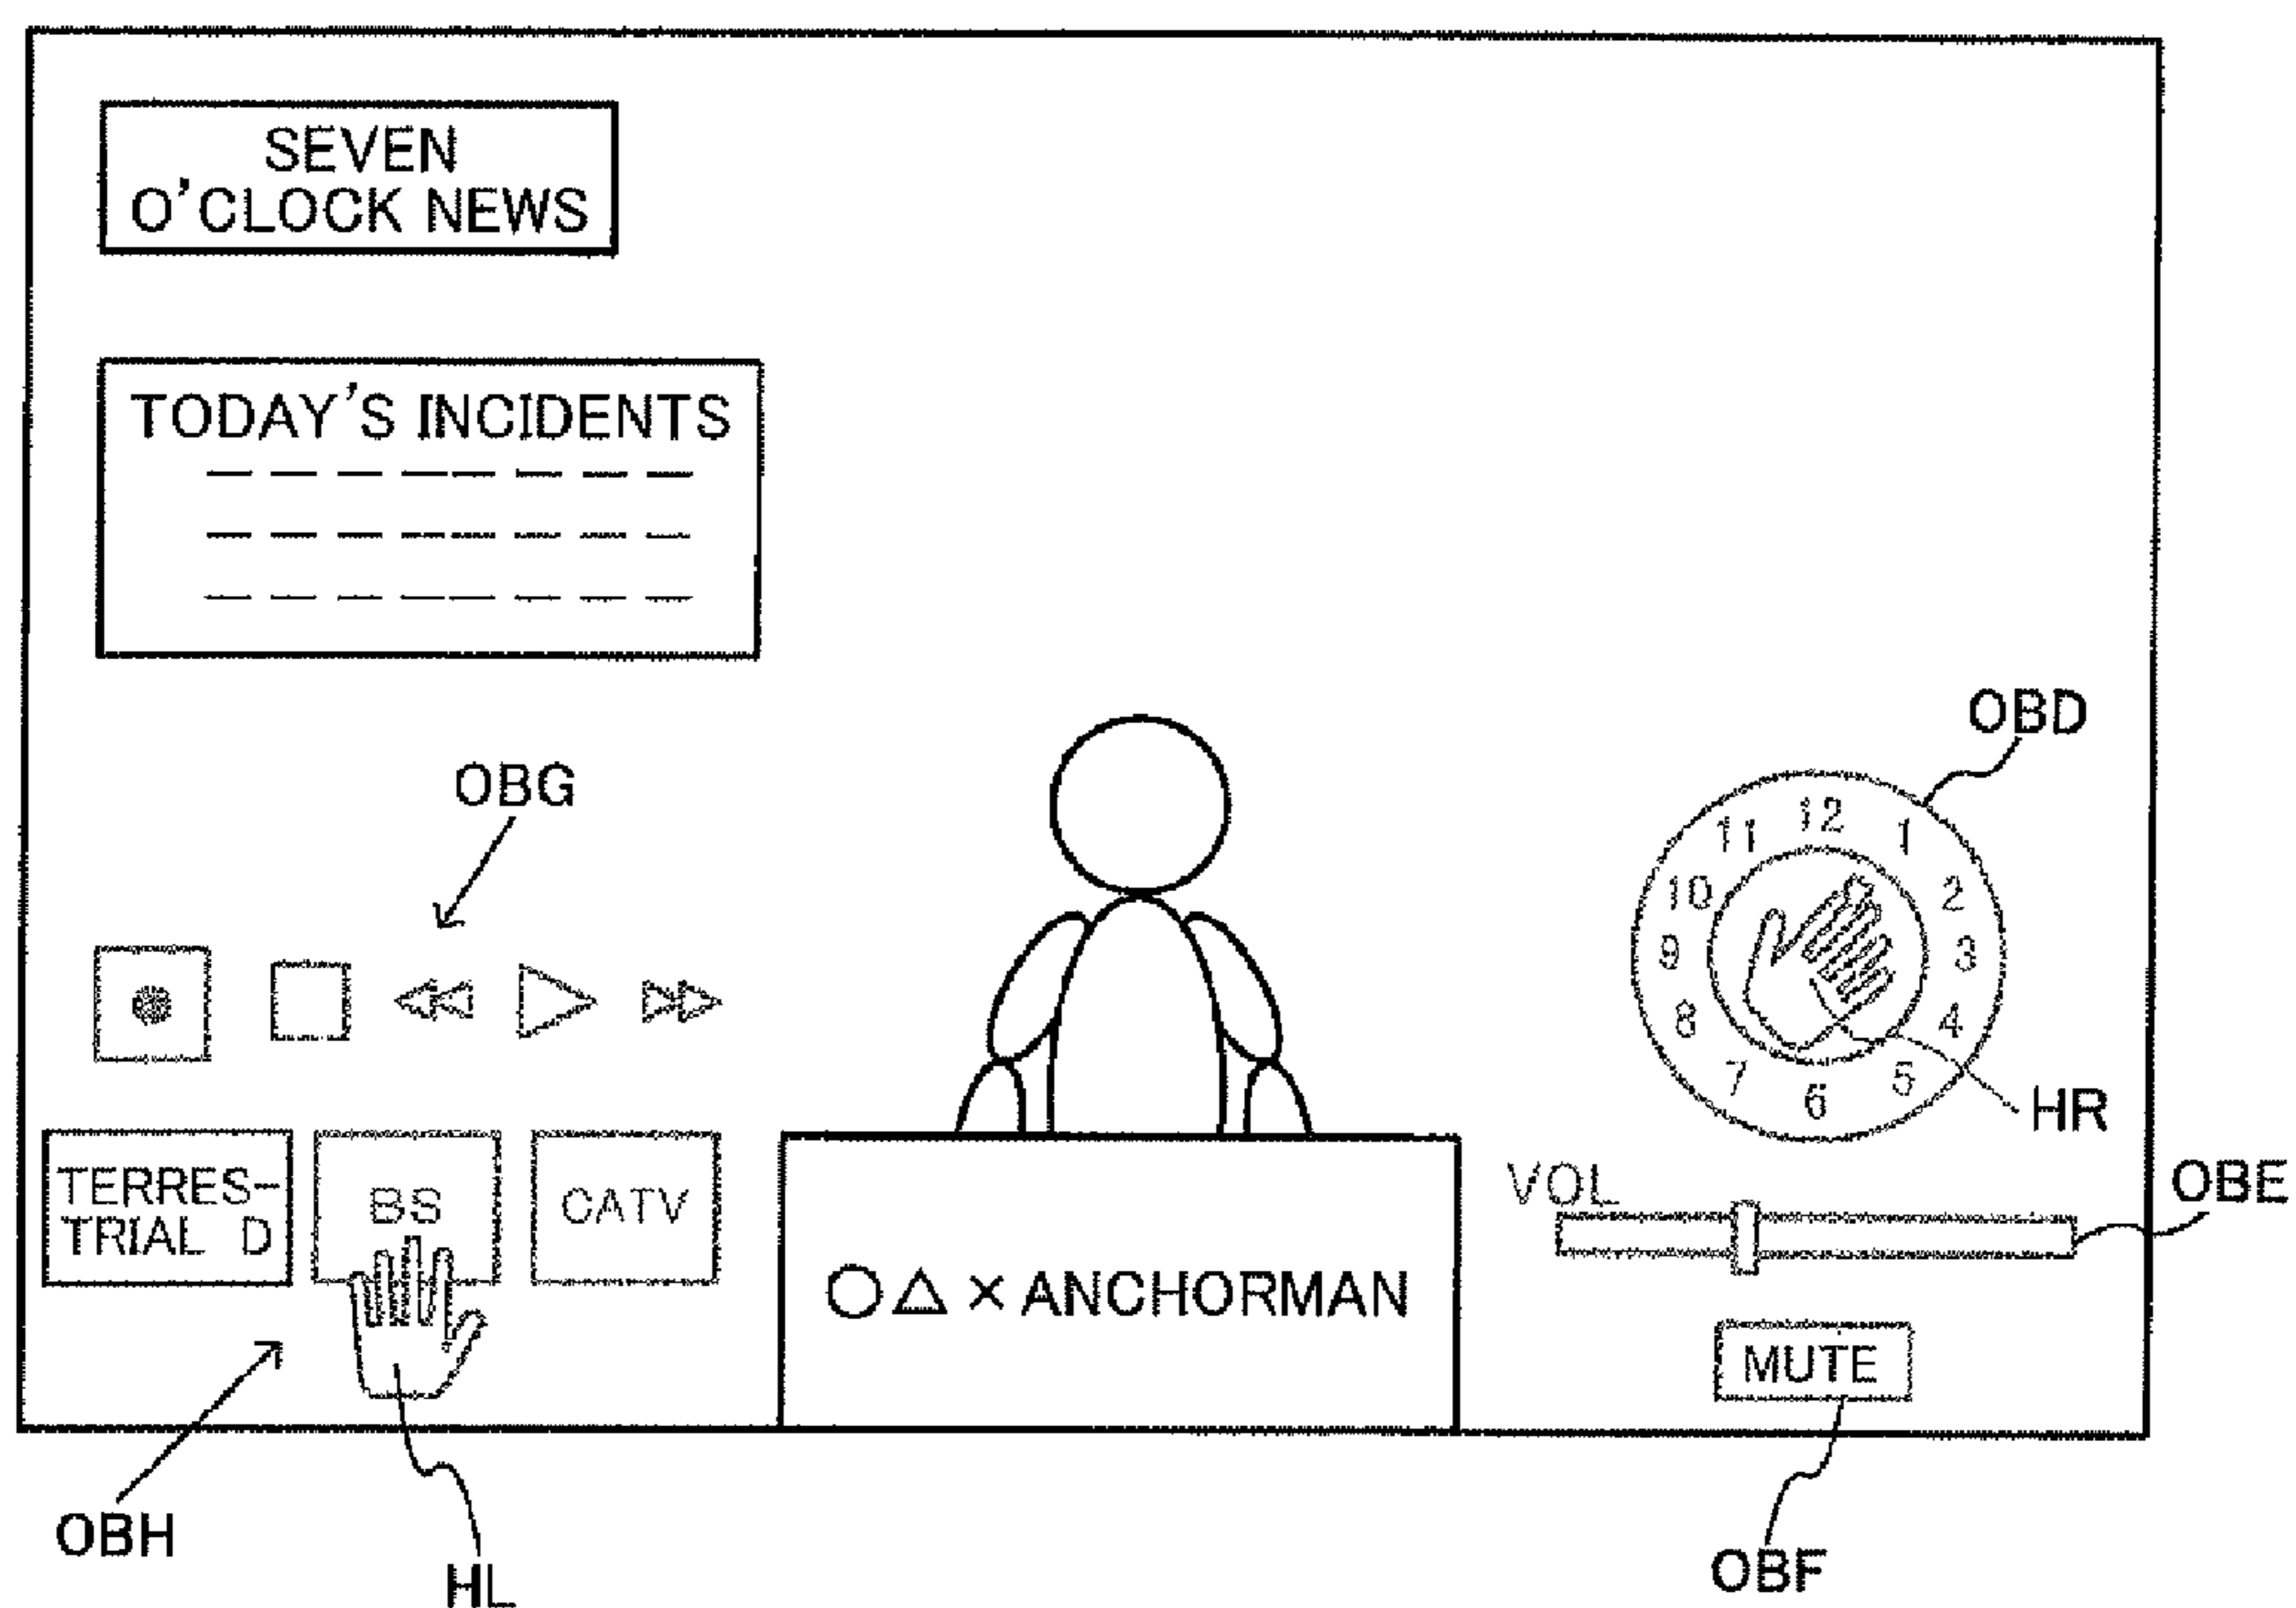 SEVEN
O'CLOCK NEWS
TODAY'S INCIDENTS
OBD
OBG
12
11
1
10
2
9
3
8
4
7
5
6
HR
TERRES-
TRIAL D
BS
CATV
VOL
OBE
○△×ANCHORMAN
MUTE
OBH
HL
OBF